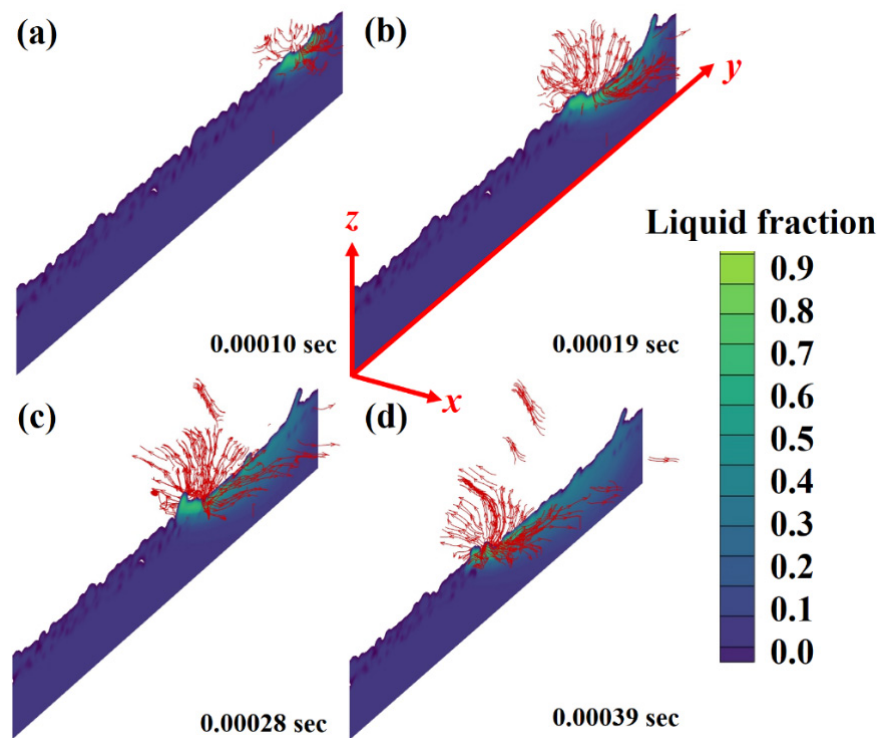 (a)
(b)
y
z
x
0.00010 sec
0.00019 sec
Liquid fraction
0.9
0.8
0.7
0.6
0.5
0.4
0.3
0.2
0.1
0.0
(c)
(d)
0.00028 sec
0.00039 sec